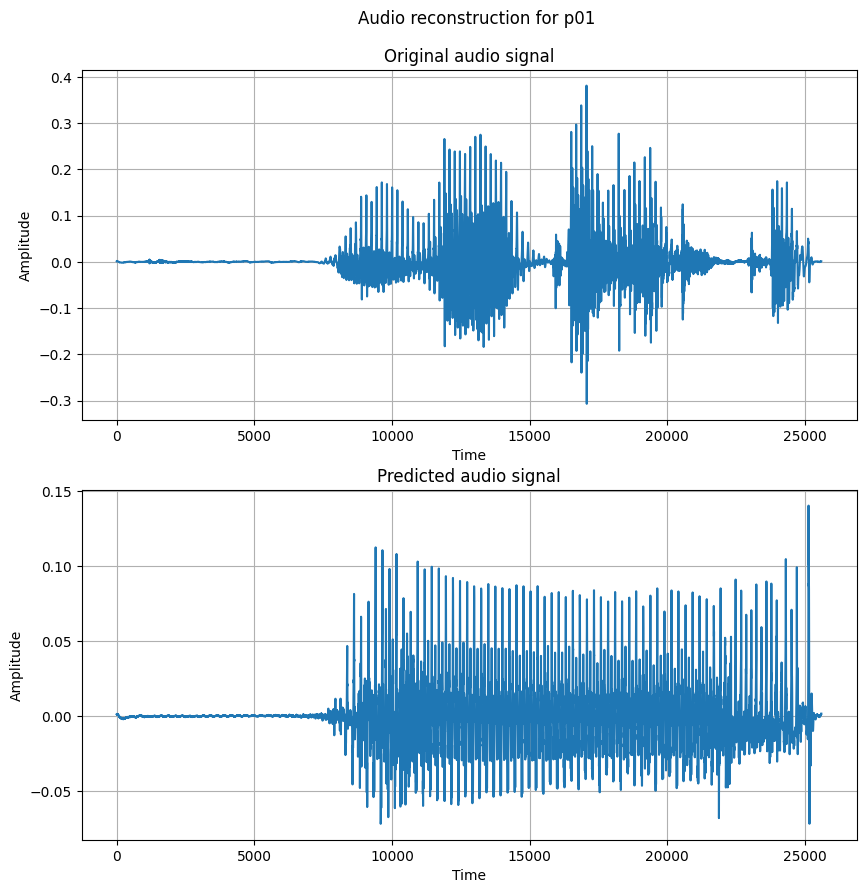 Audio reconstruction for p01
Original audio signal
0.4
0.3
0.2
0.1
0.0
−0.1
−0.2
−0.3
Amplitude
0 5000 10000 15000 20000 25000
Time
Predicted audio signal
0.15
0.10
0.05
0.00
−0.05
Amplitude
0 5000 10000 15000 20000 25000
Time